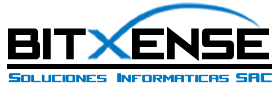 BITXENSE
SOLUCIONES INFORMATICAS SAC